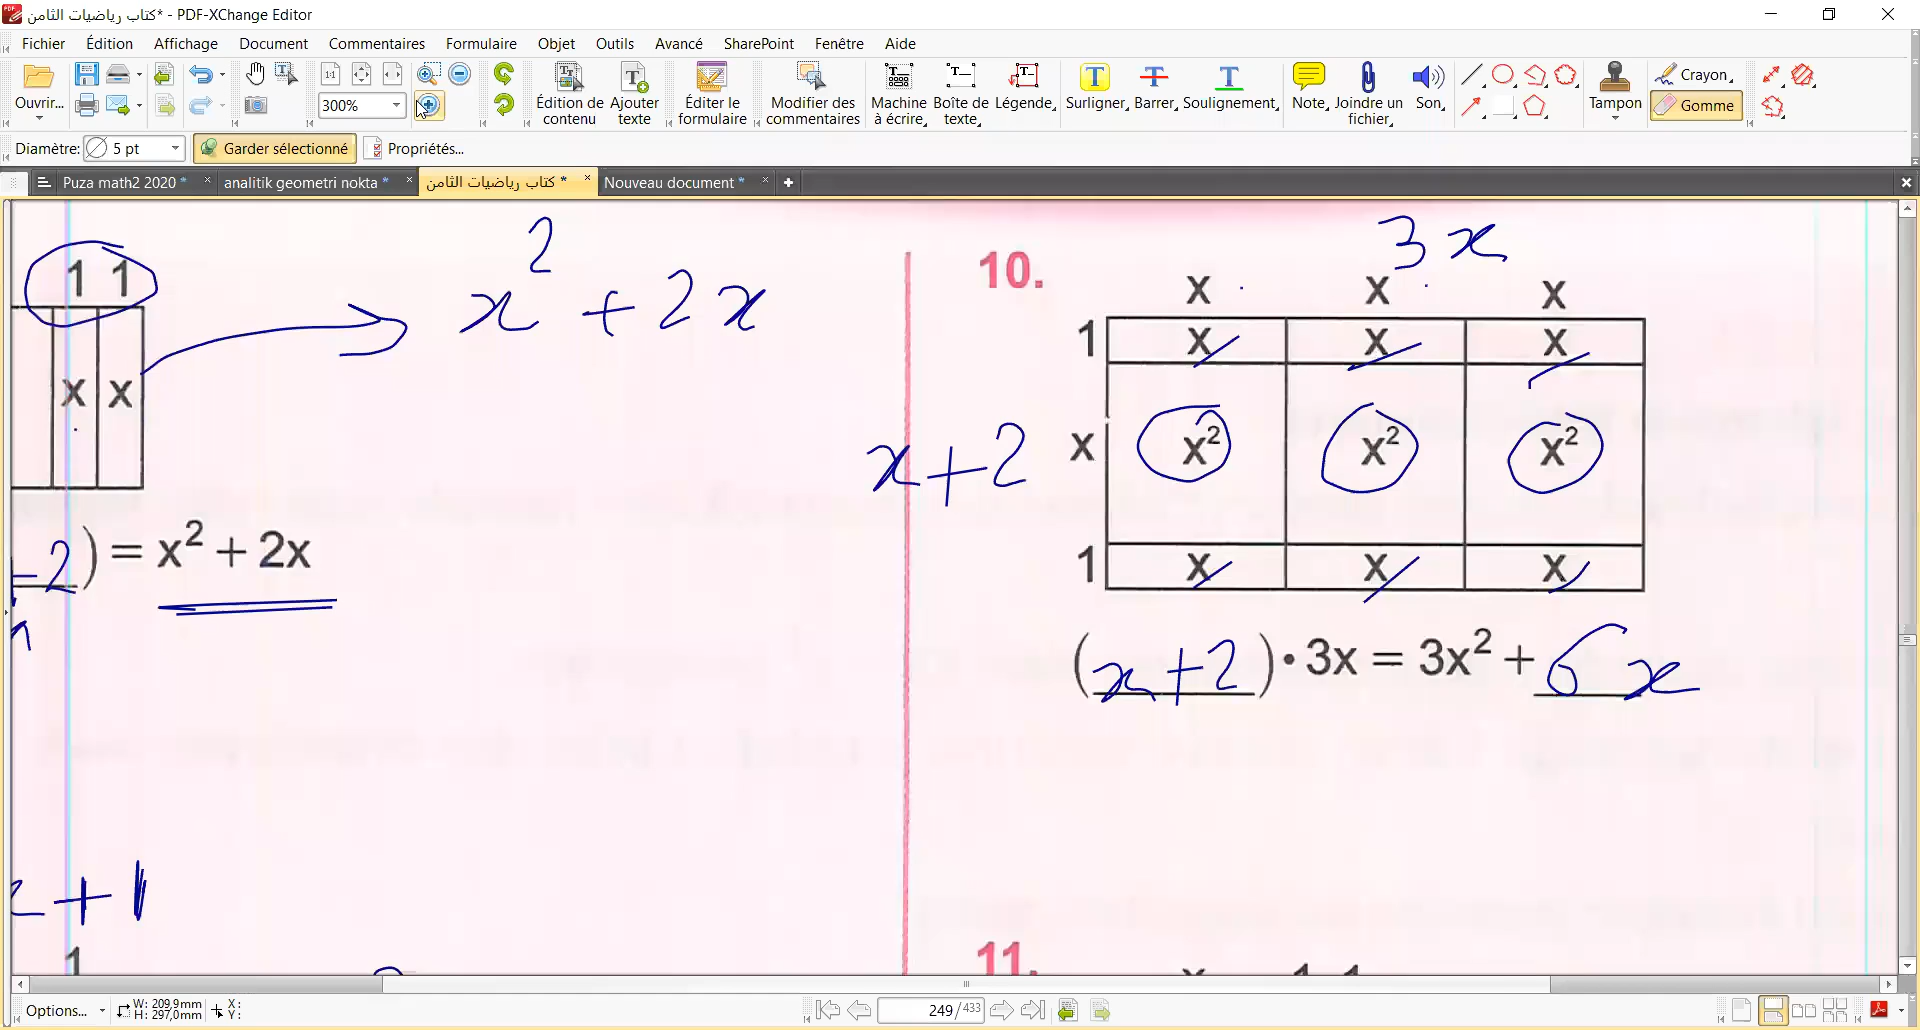 كتاب رياضيات الثامن* - PDF-XChange Editor
Fichier Édition Affichage Document Commentaires Formulaire Objet Outils Avancé SharePoint Fenêtre Aide
Ouvrir... 300% Édition de contenu Ajouter texte Éditer le formulaire Modifier des commentaires Machine à écrire Boîte de texte Légende Surligner Barrer Soulignement Note Joindre un fichier Son Tampon Crayon Gomme
Diamètre: 5 pt Garder sélectionné Propriétés...
Puza math2 2020 * analitik geometri nokta * كتاب رياضيات الثامن * Nouveau document *
1 1
x² + 2x
x x
) = x² + 2x
-2
x + 1
1
10.
3x
x x x
1 x x x
x + 2
x x² x² x²
1 x x x
(x + 2) • 3x = 3x² + 6x
11.
x 1 1
Options... W: 209,9mm H: 297,0mm X: Y: 249 / 433